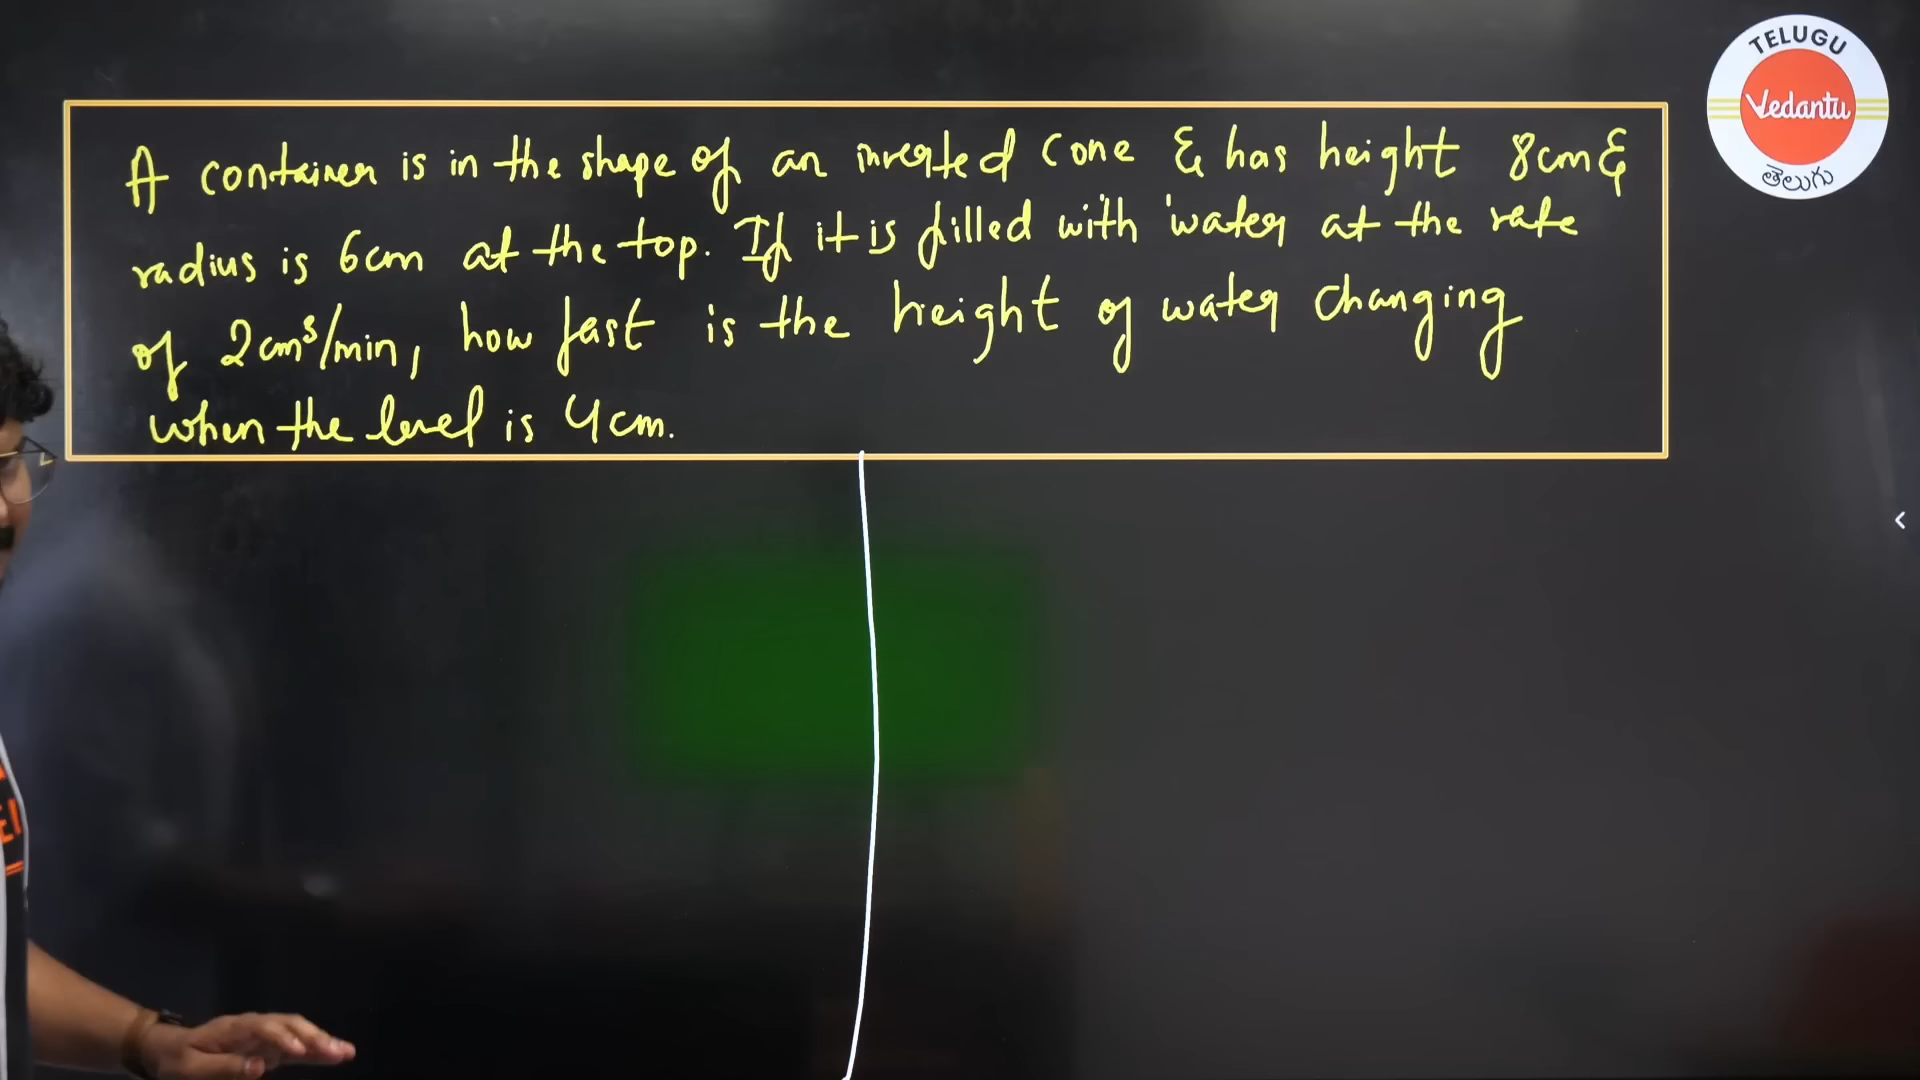 TELUGU
Vedantu
తెలుగు
A container is in the shape of an inverted cone & has height 8cm &
radius is 6cm at the top. If it is filled with water at the rate
of 2cm³/min, how fast is the height of water changing
when the level is 4cm.